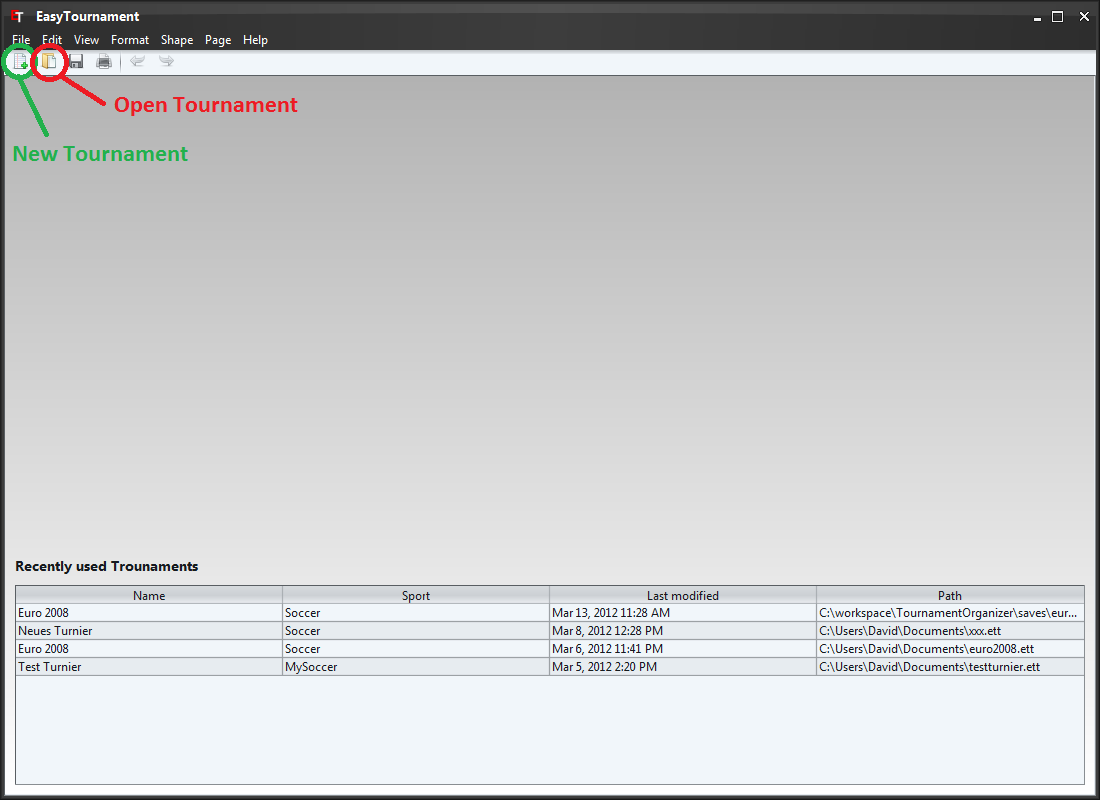 ET EasyTournament
File Edit View Format Shape Page Help
Open Tournament
New Tournament
Recently used Trounaments
Name Sport Last modified Path
Euro 2008 Soccer Mar 13, 2012 11:28 AM C:\workspace\TournamentOrganizer\saves\eur...
Neues Turnier Soccer Mar 8, 2012 12:28 PM C:\Users\David\Documents\xxx.ett
Euro 2008 Soccer Mar 6, 2012 11:41 PM C:\Users\David\Documents\euro2008.ett
Test Turnier MySoccer Mar 5, 2012 2:20 PM C:\Users\David\Documents\testturnier.ett